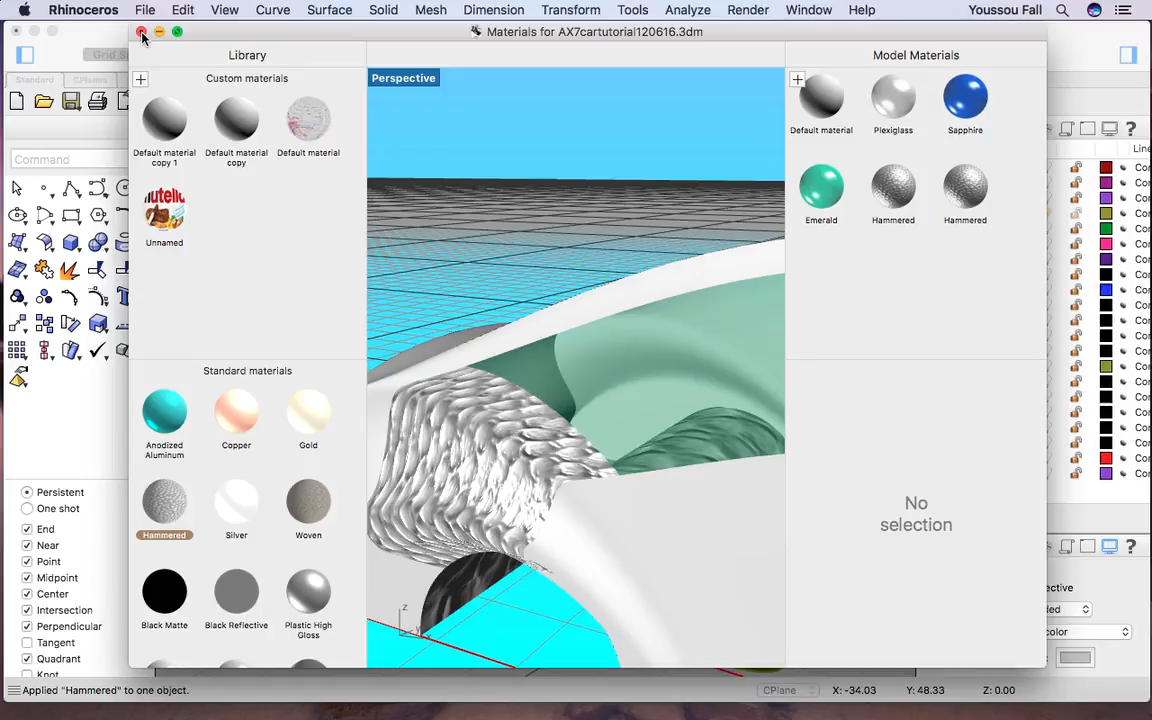 Rhinoceros File Edit View Curve Surface Solid Mesh Dimension Transform Tools Analyze Render Window Help Youssou Fall
Materials for AX7cartutorial120616.3dm
Library
Custom materials
Default material copy 1
Default material copy
Default material
nutella
Unnamed
Standard materials
Anodized Aluminum
Copper
Gold
Hammered
Silver
Woven
Black Matte
Black Reflective
Plastic High Gloss
Perspective
z
x
Model Materials
Default material
Plexiglass
Sapphire
Emerald
Hammered
Hammered
No selection
Standard
CPlanes
Command
Persistent
One shot
End
Near
Point
Midpoint
Center
Intersection
Perpendicular
Tangent
Quadrant
Knot
Line
Applied "Hammered" to one object.
CPlane X: -34.03 Y: 48.33 Z: 0.00